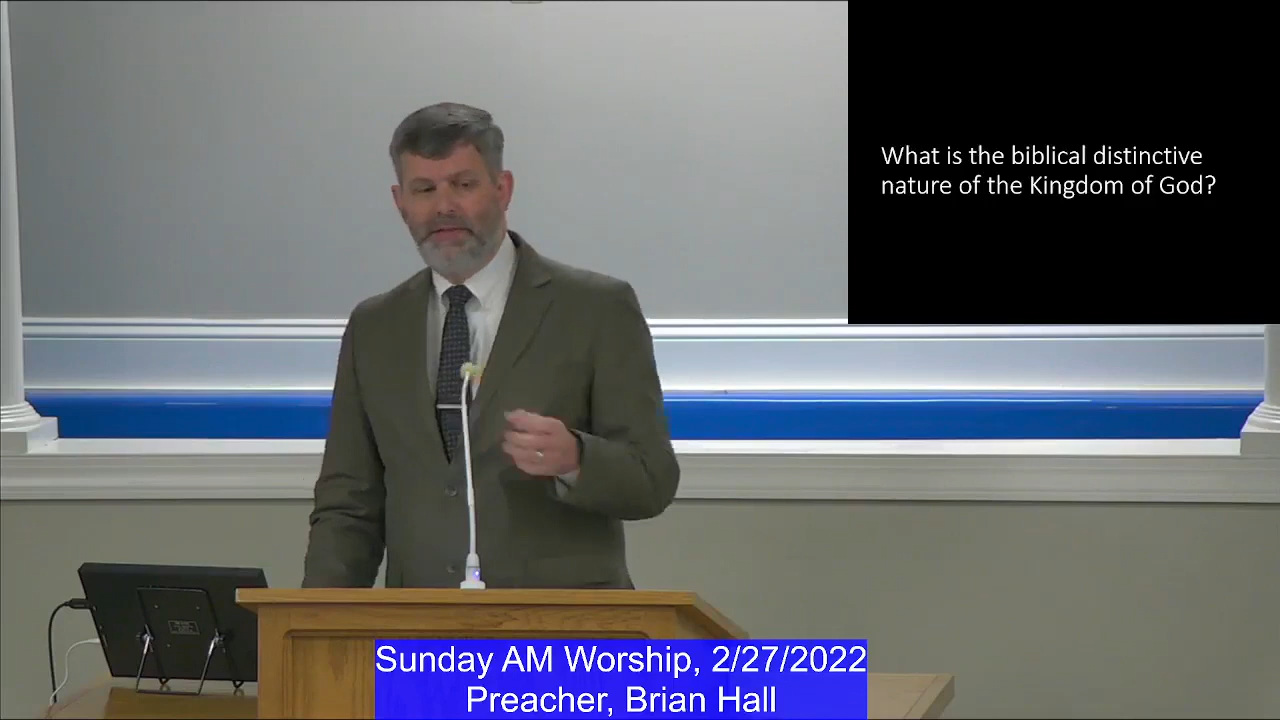 What is the biblical distinctive
nature of the Kingdom of God?
Sunday AM Worship, 2/27/2022
Preacher, Brian Hall